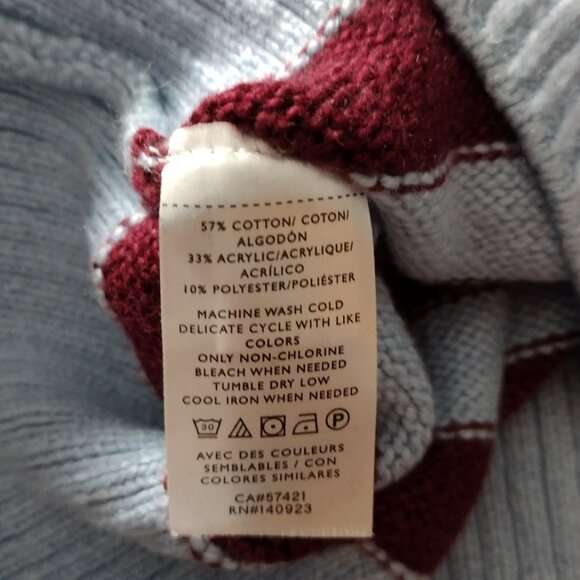 57% COTTON/ COTON/
ALGODÓN
33% ACRYLIC/ACRYLIQUE/
ACRÍLICO
10% POLYESTER/POLIÉSTER
MACHINE WASH COLD
DELICATE CYCLE WITH LIKE
COLORS
ONLY NON-CHLORINE
BLEACH WHEN NEEDED
TUMBLE DRY LOW
COOL IRON WHEN NEEDED
30 P
AVEC DES COULEURS
SEMBLABLES / CON
COLORES SIMILARES
CA#57421
RN#140923